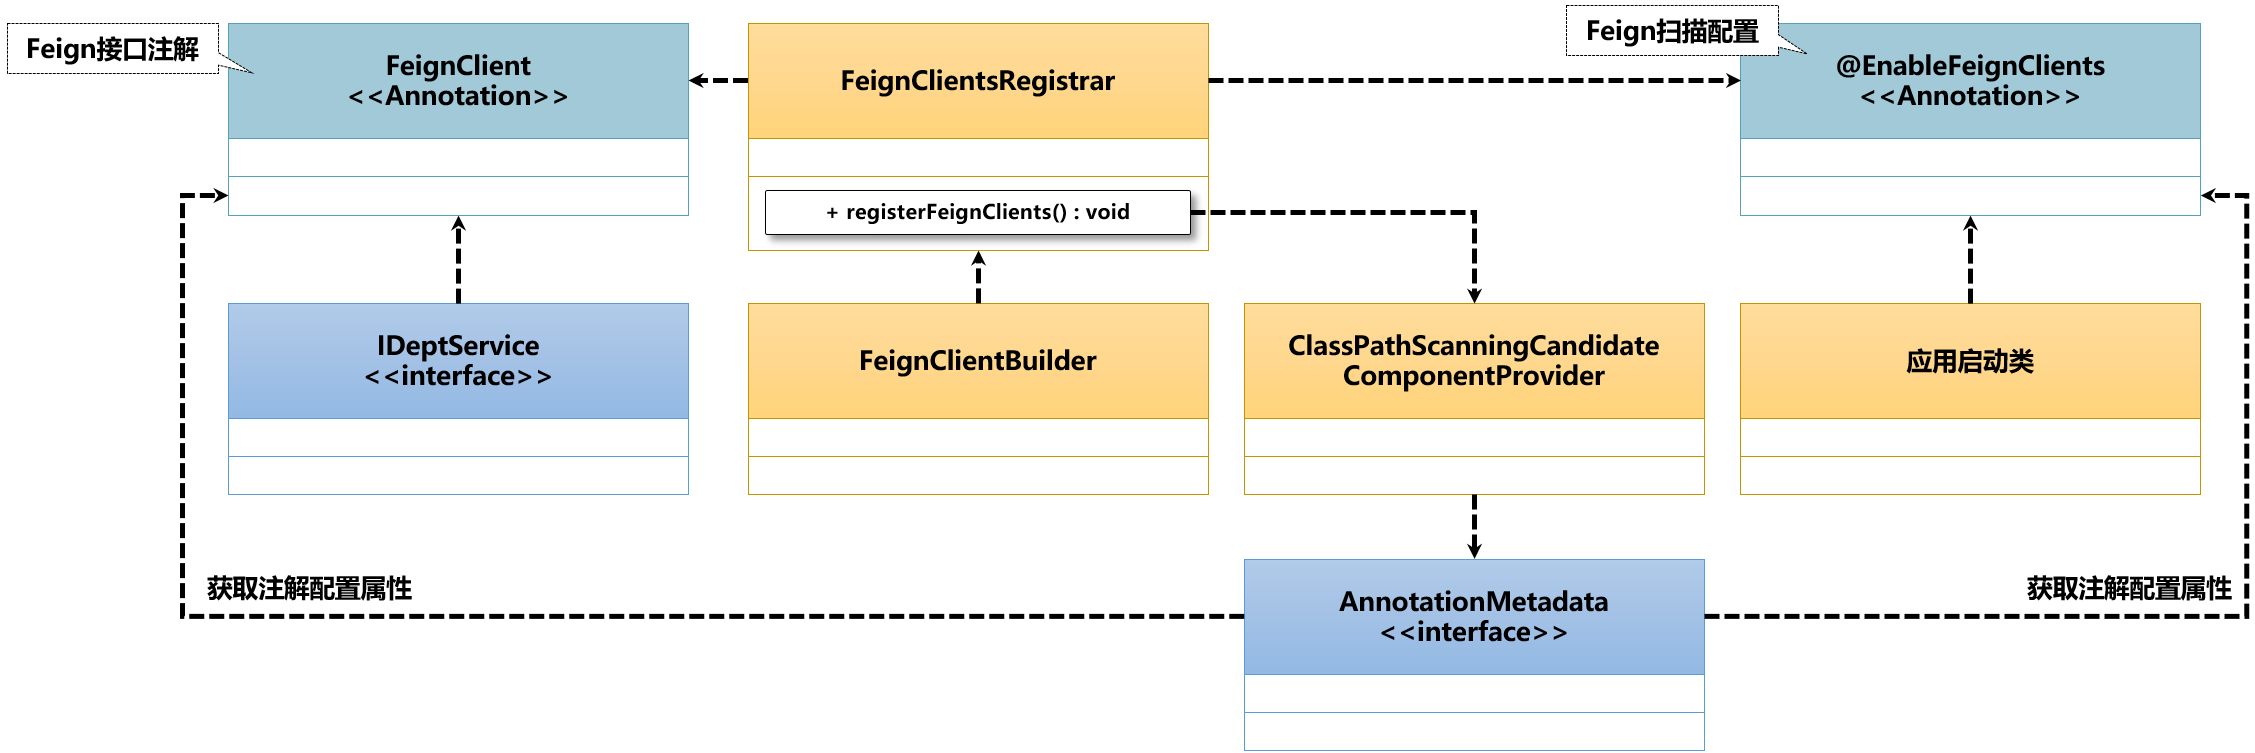 Feign接口注解
FeignClient
<<Annotation>>
FeignClientsRegistrar
+ registerFeignClients() : void
Feign扫描配置
@EnableFeignClients
<<Annotation>>
IDeptService
<<interface>>
FeignClientBuilder
ClassPathScanningCandidate
ComponentProvider
应用启动类
获取注解配置属性
AnnotationMetadata
<<interface>>
获取注解配置属性